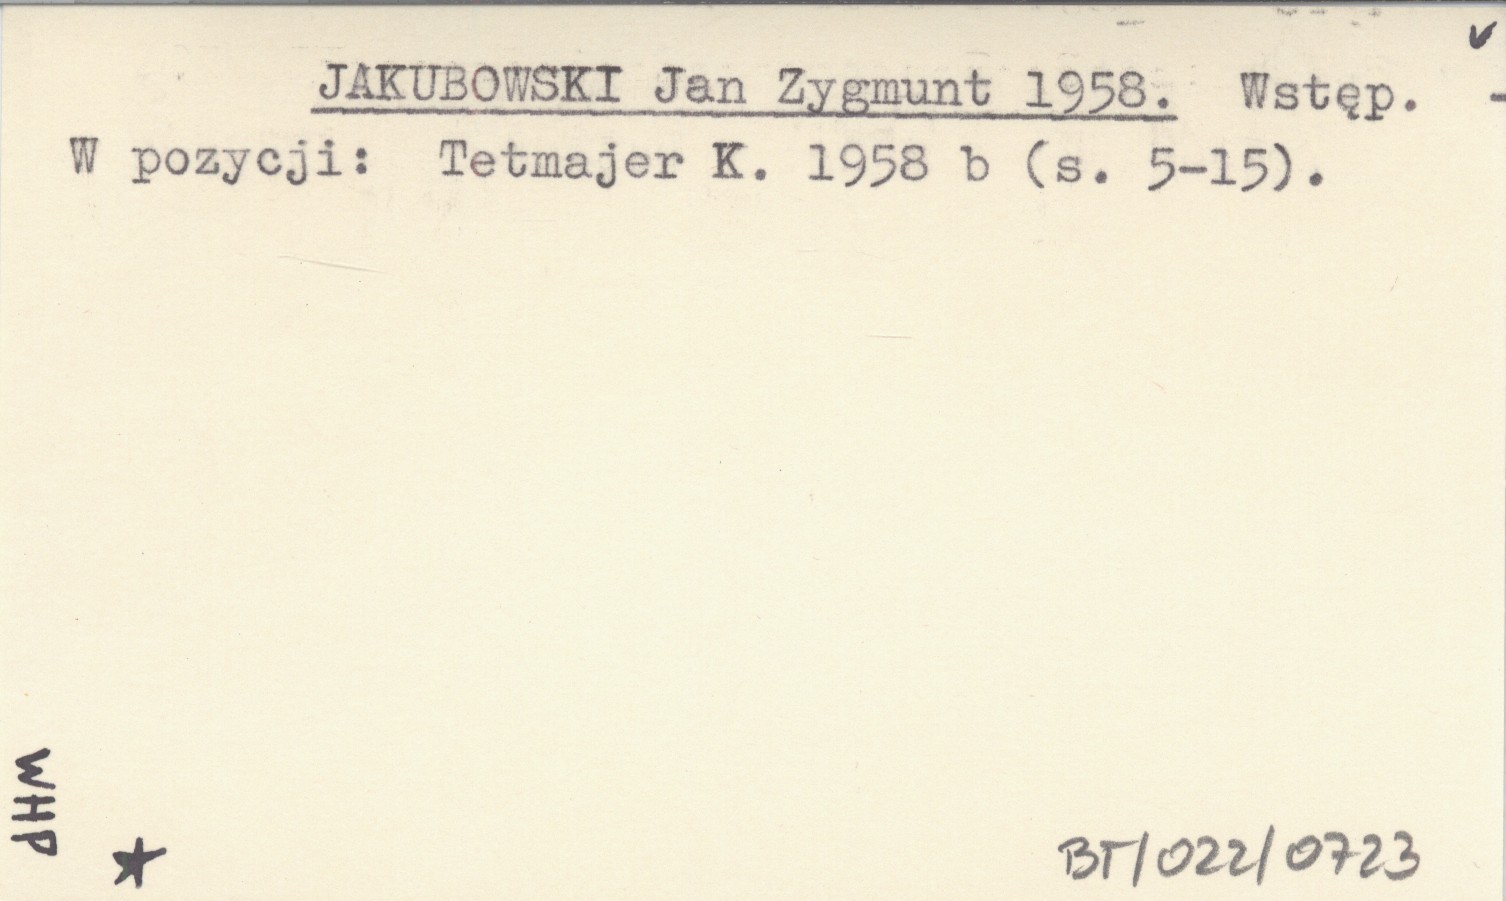 JAKUBOWSKI Jan Zygmunt 1958. Wstęp. -
W pozycji: Tetmajer K. 1958 b (s. 5-15).
WHP
BT/022/0723